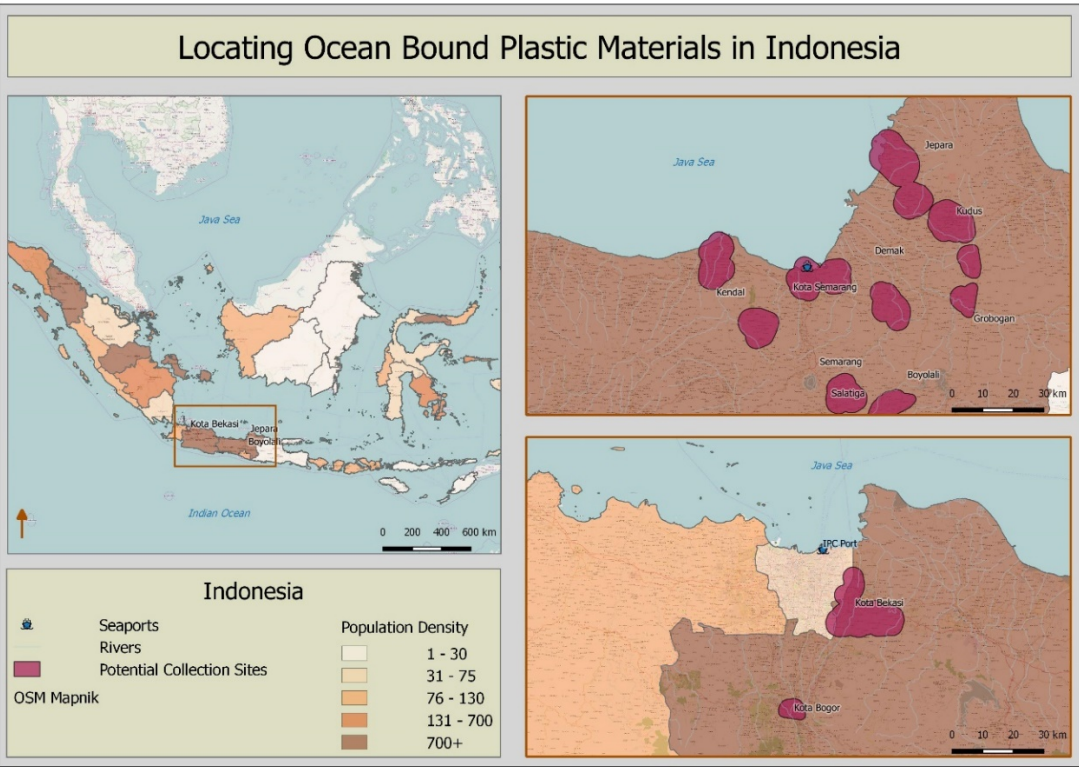 Locating Ocean Bound Plastic Materials in Indonesia
Java Sea
Kota Bekasi
Jepara
Boyolali
Indian Ocean
0 200 400 600 km
Java Sea
Jepara
Kudus
Demak
Kota Semarang
Kendal
Grobogan
Semarang
Boyolali
Salatiga
0 10 20 30 km
Java Sea
IPC Port
Kota Bekasi
Kota Bogor
0 10 20 30 km
Indonesia
Seaports
Rivers
Potential Collection Sites
OSM Mapnik
Population Density
1 - 30
31 - 75
76 - 130
131 - 700
700+